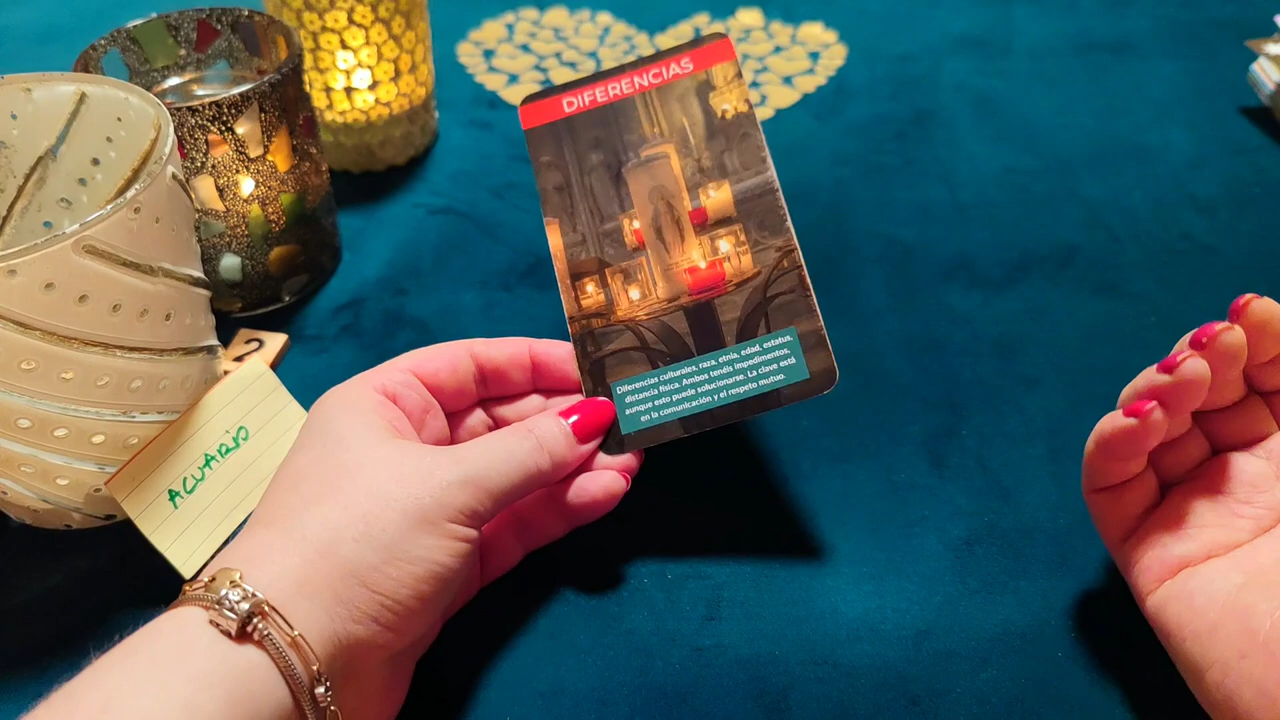 DIFERENCIAS
Diferencias culturales, raza, etnia, edad, estatus,
distancia física. Ambos tenéis impedimentos,
aunque esto puede solucionarse. La clave está
en la comunicación y el respeto mutuo.
2
ACUARIO